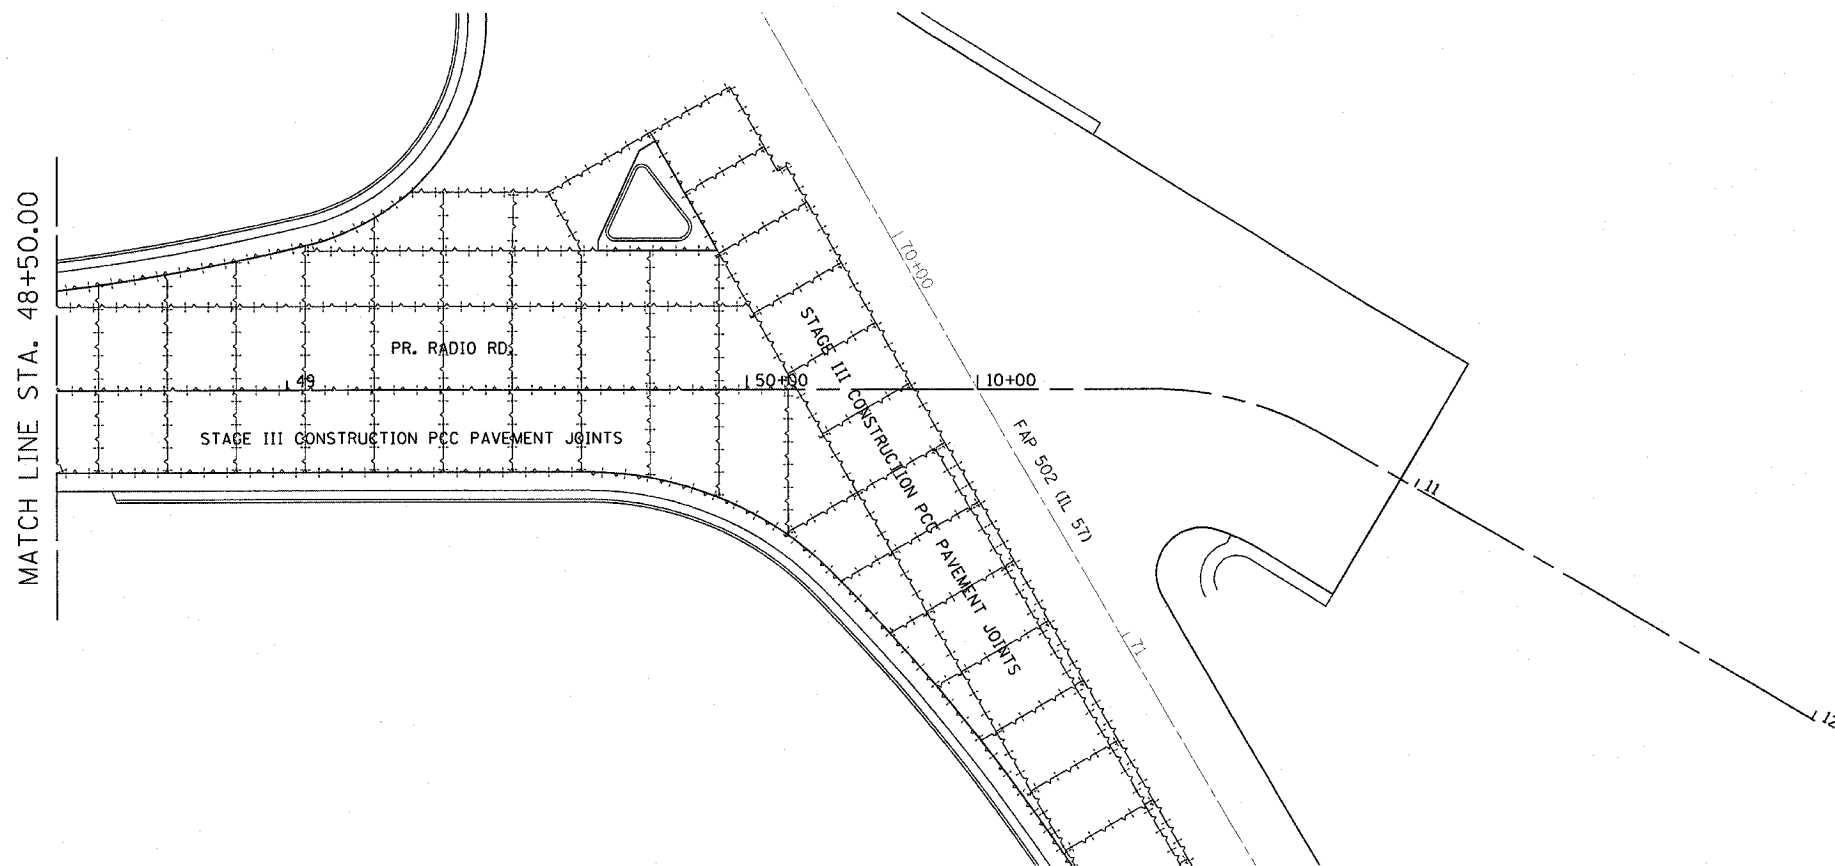 MATCH LINE STA. 48+50.00
70+00
PR. RADIO RD.
49
50+00
10+00
STAGE III CONSTRUCTION PCC PAVEMENT JOINTS
STAGE III CONSTRUCTION PCC PAVEMENT JOINTS
FAP 502 (IL 57)
11
71
12